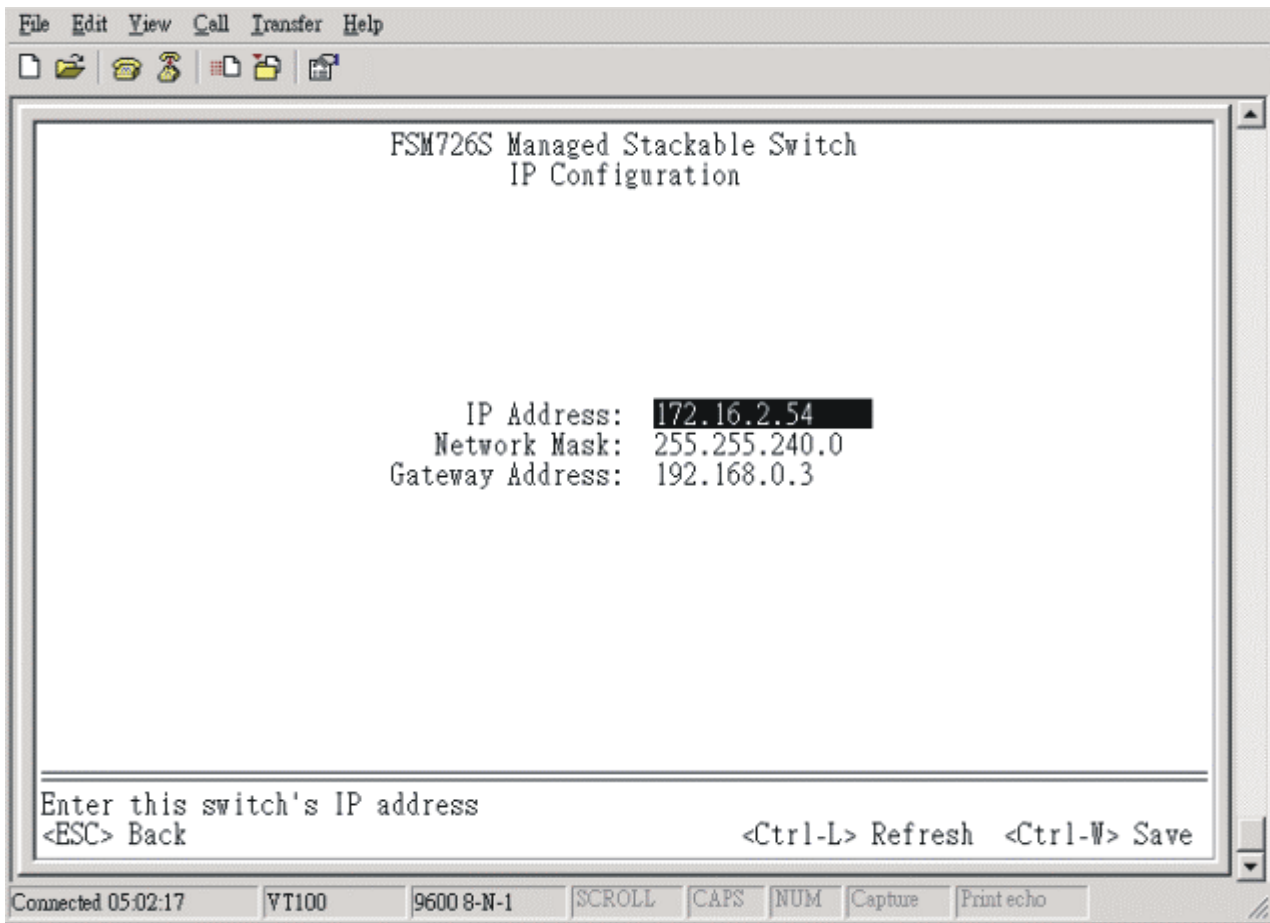 File Edit View Call Transfer Help
FSM726S Managed Stackable Switch
IP Configuration
IP Address: 172.16.2.54
Network Mask: 255.255.240.0
Gateway Address: 192.168.0.3
Enter this switch's IP address
<ESC> Back <Ctrl-L> Refresh <Ctrl-W> Save
Connected 05:02:17 VT100 9600 8-N-1 SCROLL CAPS NUM Capture Print echo